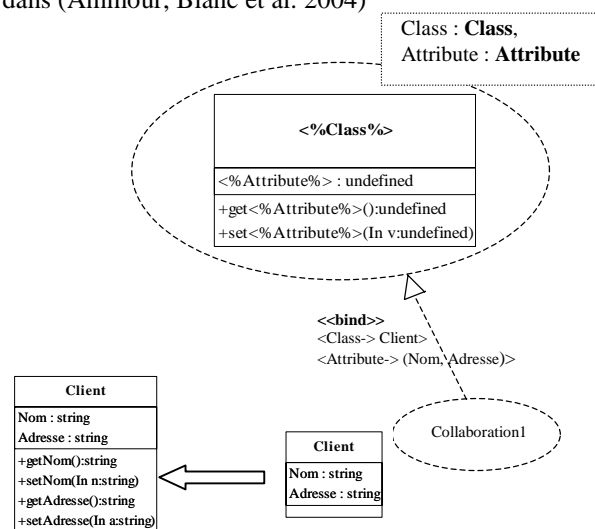 dans (Ammour, Blanc et al. 2004)
Class : Class,
Attribute : Attribute
<%Class%>
<%Attribute%> : undefined
+get<%Attribute%>():undefined
+set<%Attribute%>(In v:undefined)
<<bind>>
<Class-> Client>
<Attribute-> (Nom, Adresse)>
Collaboration1
Client
Nom : string
Adresse : string
+getNom():string
+setNom(In n:string)
+getAdresse():string
+setAdresse(In a:string)
Client
Nom : string
Adresse : string